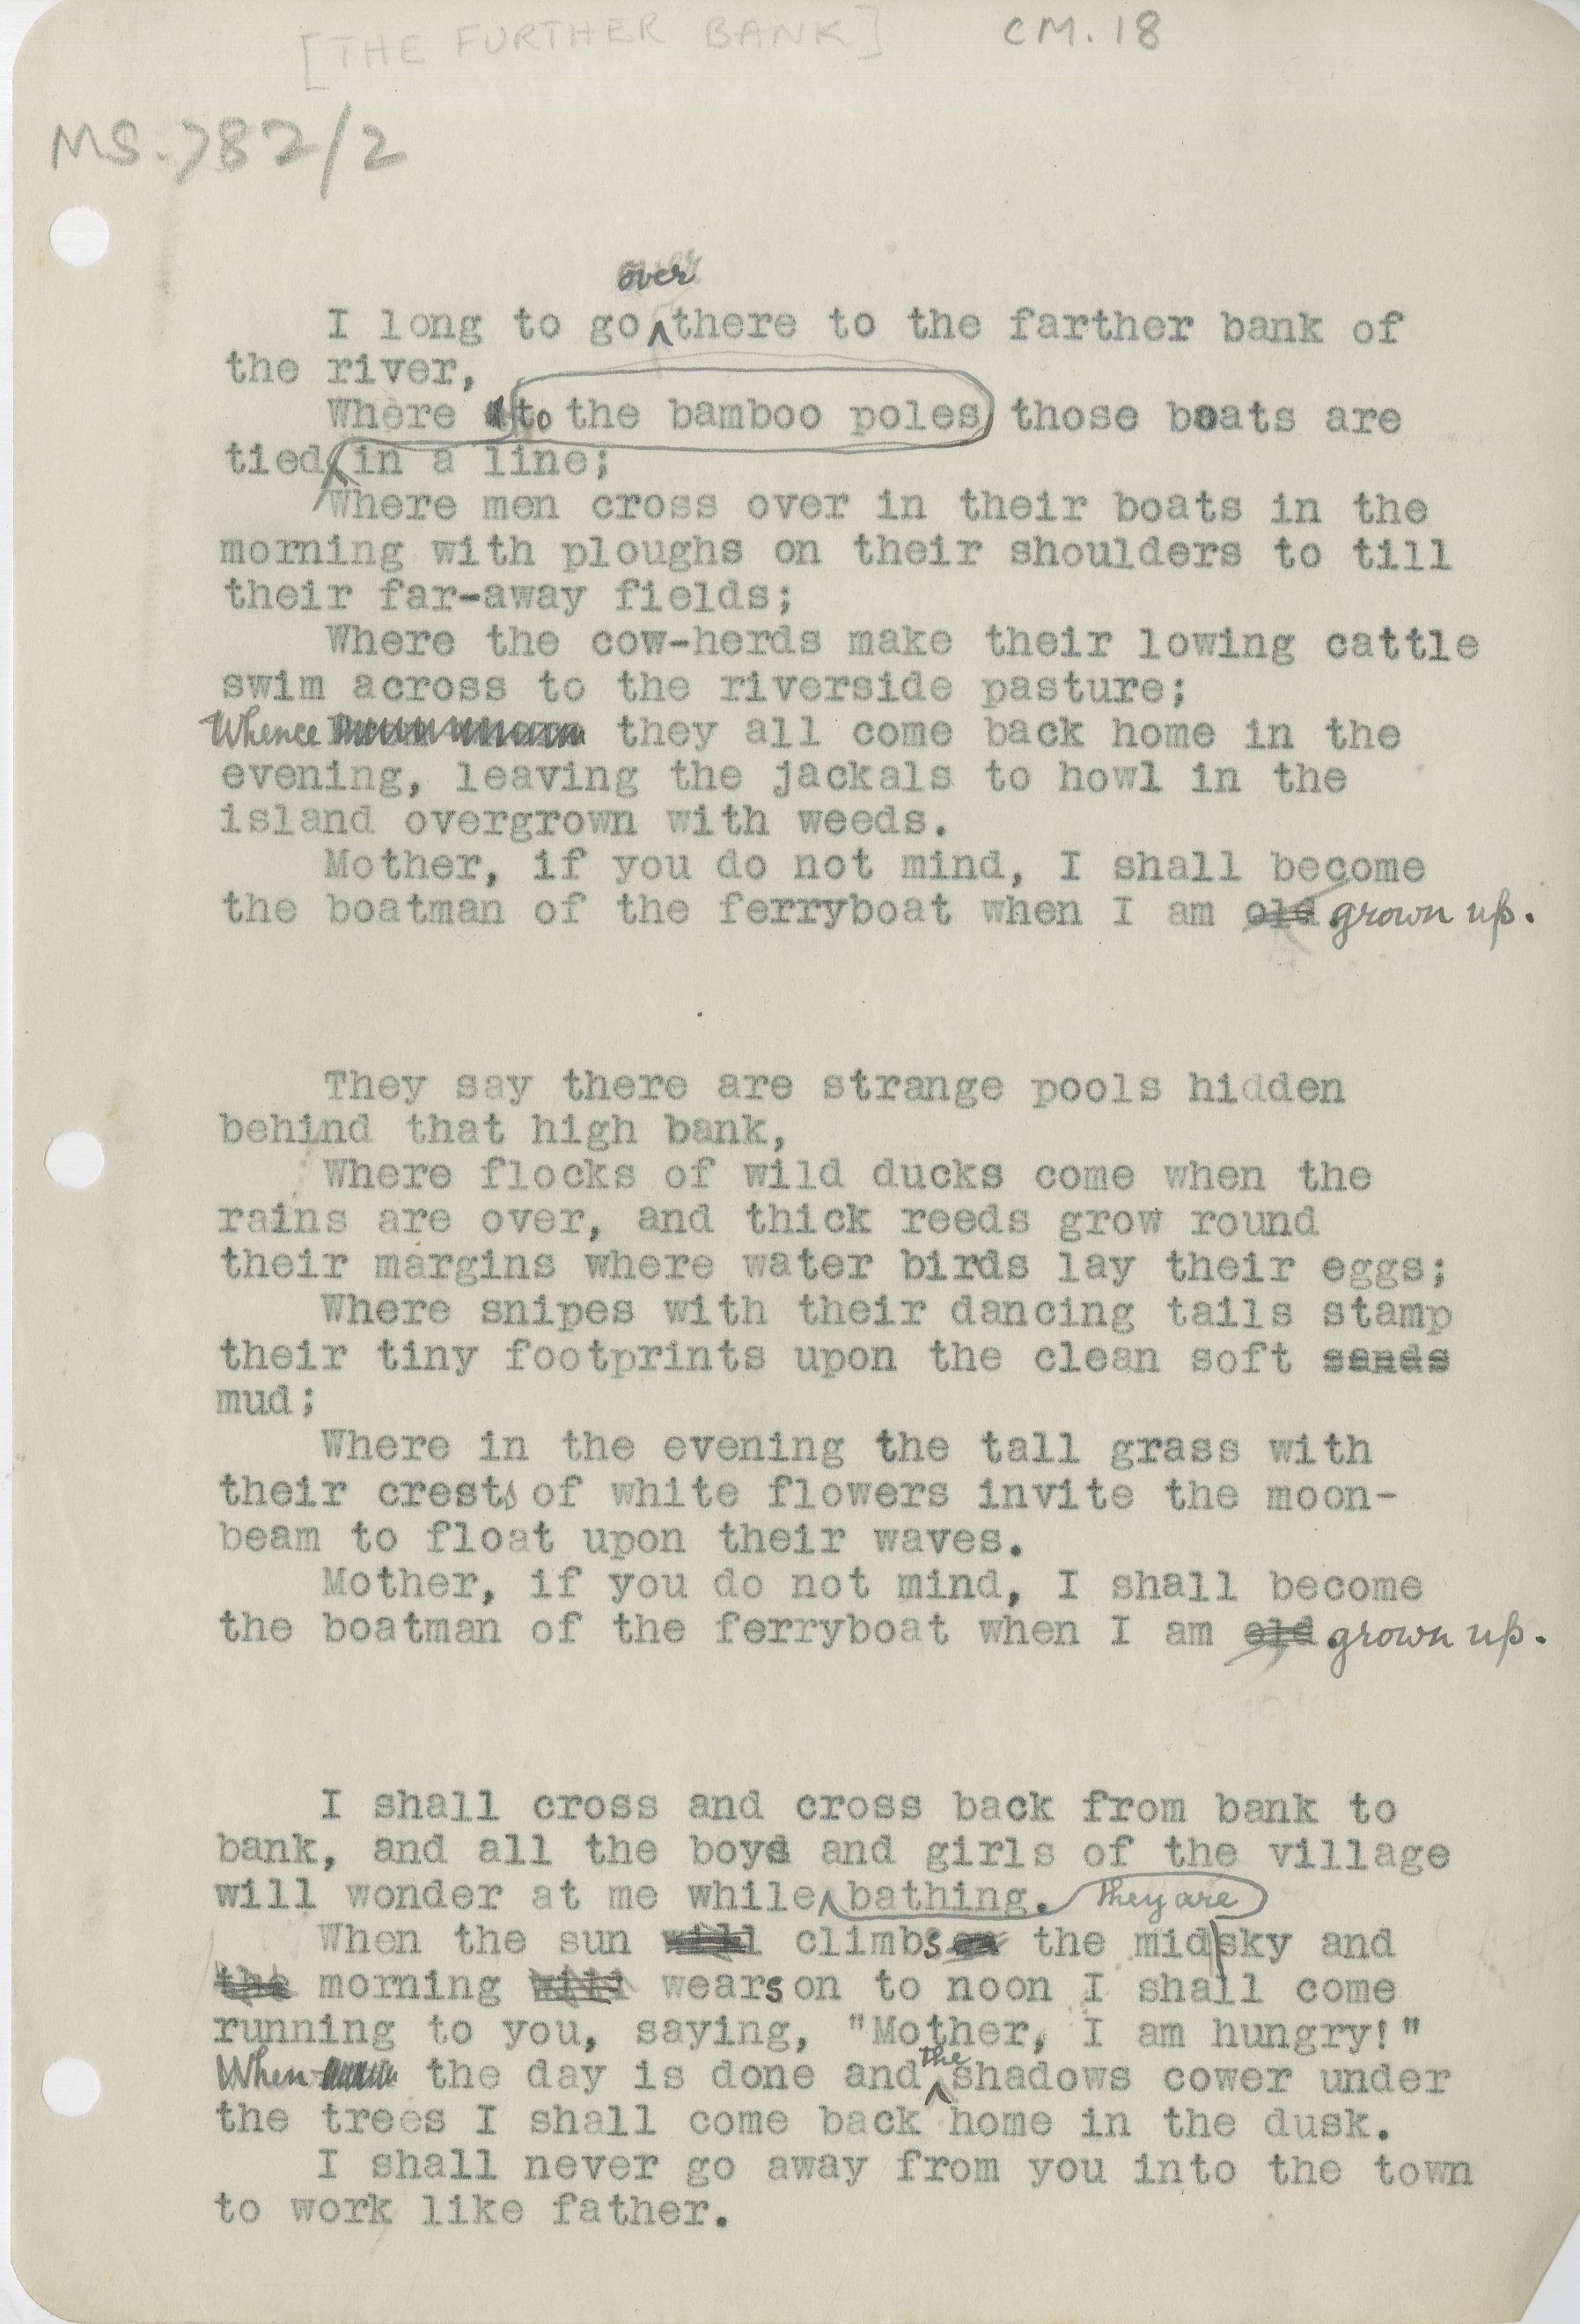 [THE FURTHER BANK] CM. 18
MS. 782/2
over
I long to go ^ there to the farther bank of
the river,
Where to the bamboo poles those boats are
tied in a line;
Where men cross over in their boats in the
morning with ploughs on their shoulders to till
their far-away fields;
Where the cow-herds make their lowing cattle
swim across to the riverside pasture;
Whence they all come back home in the
evening, leaving the jackals to howl in the
island overgrown with weeds.
Mother, if you do not mind, I shall become
the boatman of the ferryboat when I am old. grown up.
They say there are strange pools hidden
behind that high bank,
Where flocks of wild ducks come when the
rains are over, and thick reeds grow round
their margins where water birds lay their eggs;
Where snipes with their dancing tails stamp
their tiny footprints upon the clean soft sands
mud;
Where in the evening the tall grass with
their crests of white flowers invite the moon-
beam to float upon their waves.
Mother, if you do not mind, I shall become
the boatman of the ferryboat when I am old. grown up.
I shall cross and cross back from bank to
bank, and all the boys and girls of the village
will wonder at me while ^ bathing. they are
When the sun will climbs the mid|sky and
the morning will wears on to noon I shall come
running to you, saying, "Mother, I am hungry!"
When the day is done and ^ the shadows cower under
the trees I shall come back home in the dusk.
I shall never go away from you into the town
to work like father.